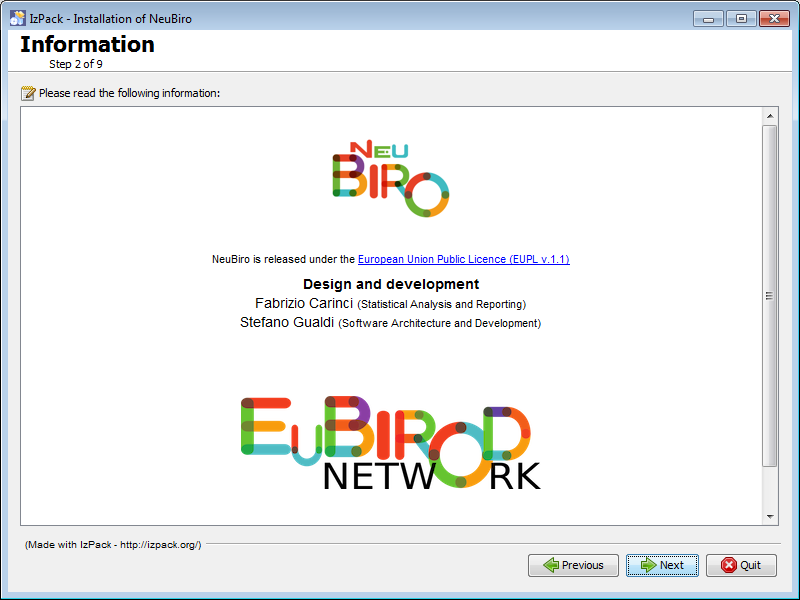 IzPack - Installation of NeuBiro
Information
Step 2 of 9
Please read the following information:
NEU
BIRO
NeuBiro is released under the European Union Public Licence (EUPL v.1.1)
Design and development
Fabrizio Carinci (Statistical Analysis and Reporting)
Stefano Gualdi (Software Architecture and Development)
EUBIROD
NETWORK
(Made with IzPack - http://izpack.org/)
Previous Next Quit